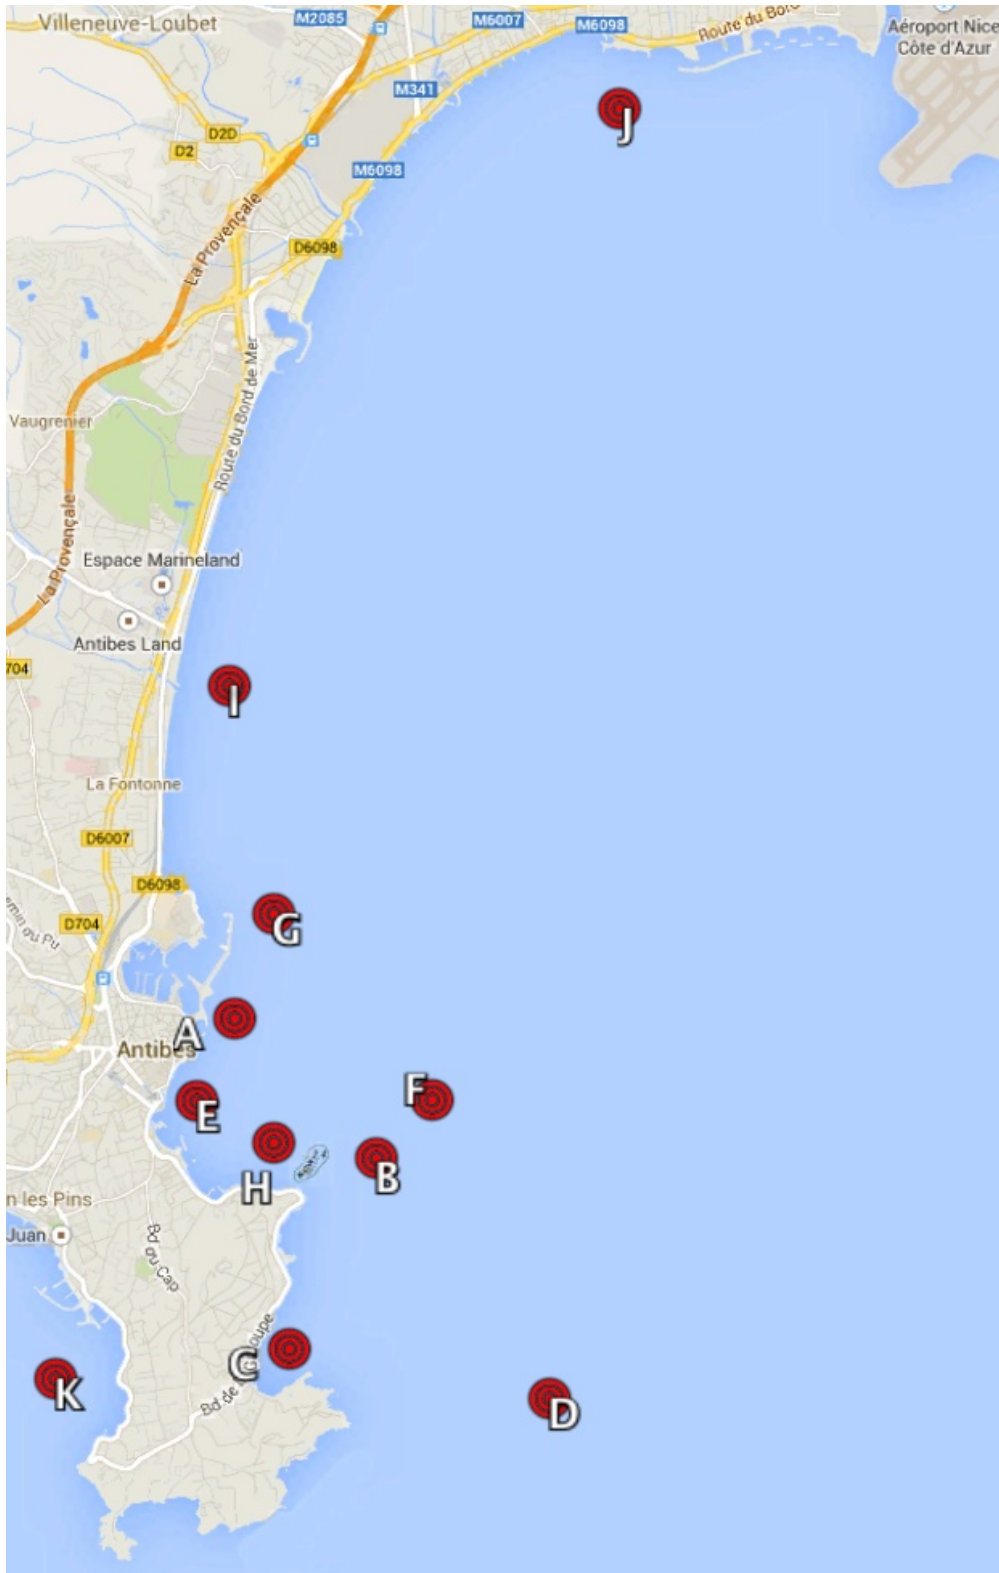 Villeneuve-Loubet
M2085
M6007
M6098
Route du Bord
Aéroport Nice
Côte d'Azur
M341
J
D2D
D2
M6098
La Provençale
D6098
Route du Bord de Mer
Vaugrenier
La Provençale
Espace Marineland
Antibes Land
704
I
La Fontonne
D6007
D6098
G
D704
A
Antibes
E
F
H
B
n les Pins
Juan
Bd du Cap
C
K
D